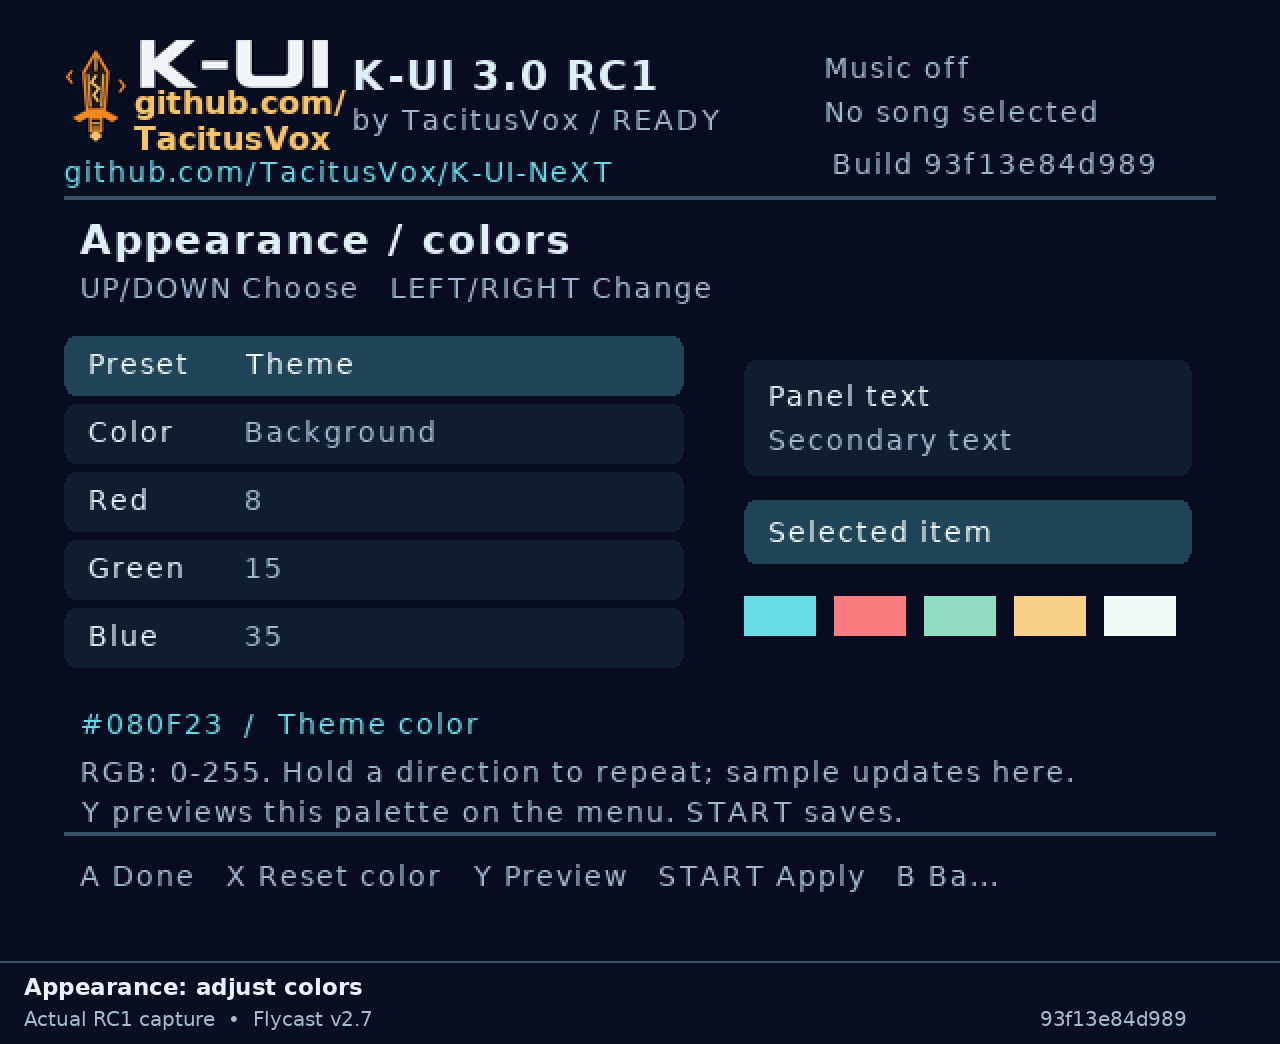 K-UI
github.com/
TacitusVox
K-UI 3.0 RC1
by TacitusVox / READY
github.com/TacitusVox/K-UI-NeXT
Music off
No song selected
Build 93f13e84d989
Appearance / colors
UP/DOWN Choose LEFT/RIGHT Change
Preset Theme
Color Background
Red 8
Green 15
Blue 35
Panel text
Secondary text
Selected item
#080F23 / Theme color
RGB: 0-255. Hold a direction to repeat; sample updates here.
Y previews this palette on the menu. START saves.
A Done X Reset color Y Preview START Apply B Ba...
Appearance: adjust colors
Actual RC1 capture • Flycast v2.7
93f13e84d989